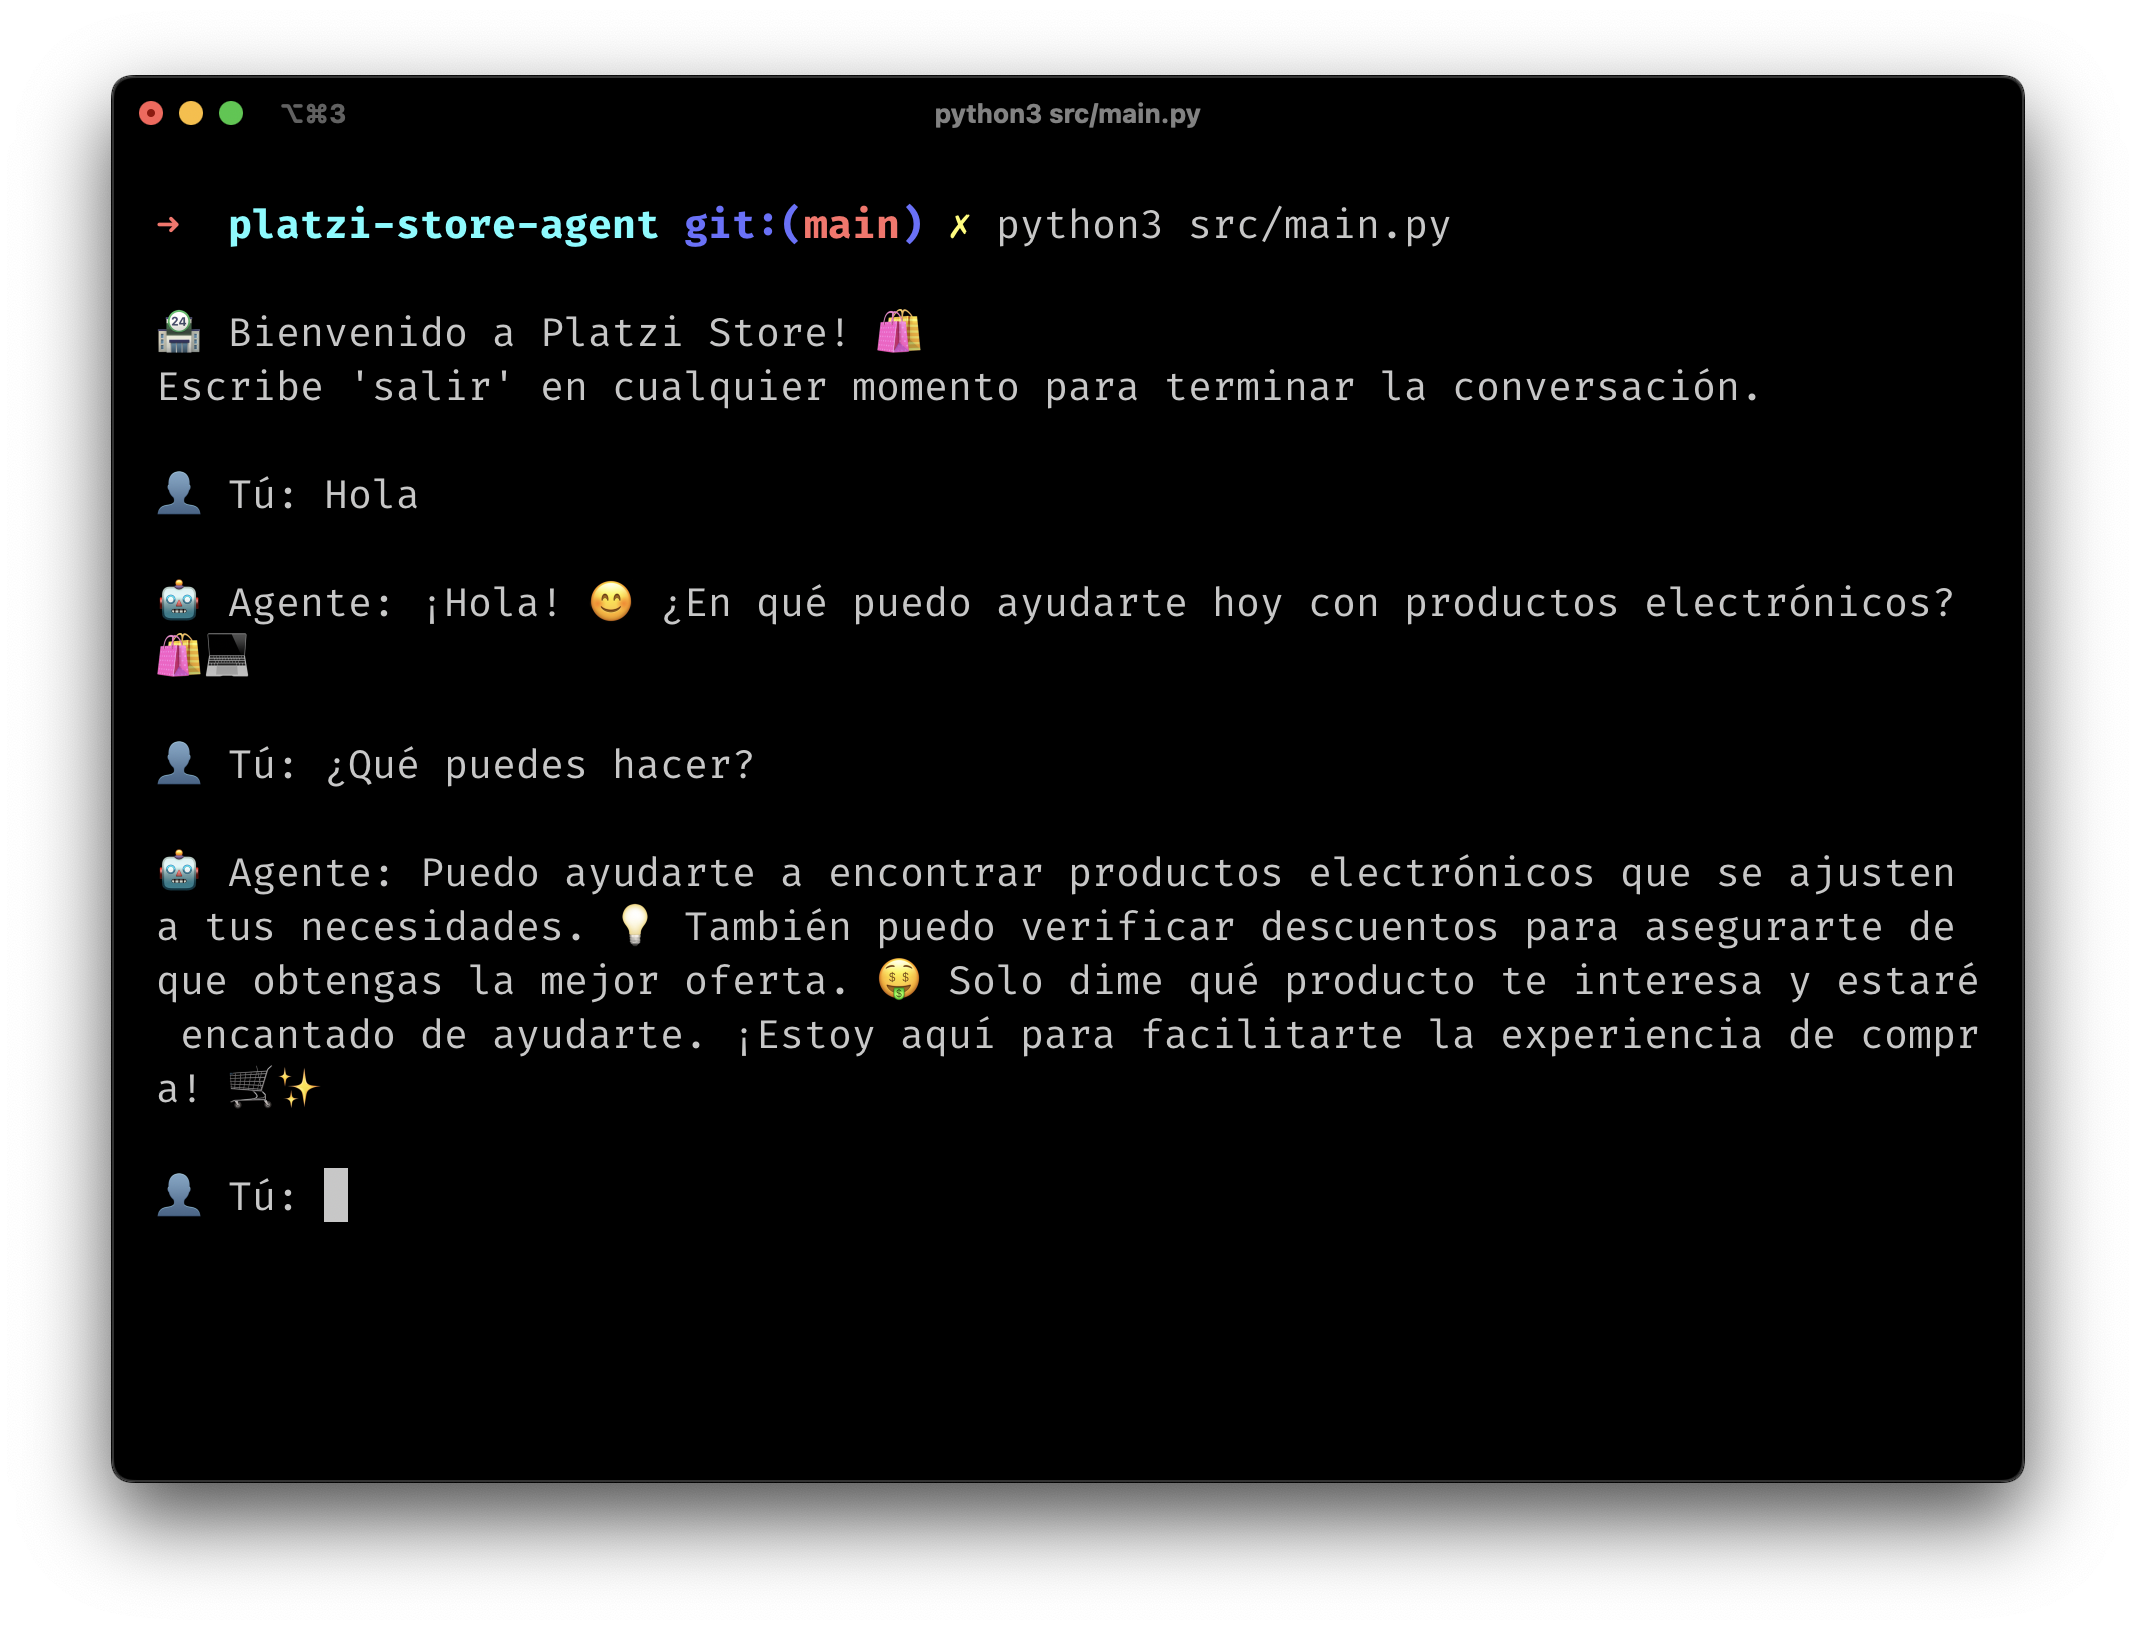 ⌥⌘3
python3 src/main.py
➜ platzi-store-agent git:(main) ✗ python3 src/main.py
🏪 Bienvenido a Platzi Store! 🛍️
Escribe 'salir' en cualquier momento para terminar la conversación.
👤 Tú: Hola
🤖 Agente: ¡Hola! 😊 ¿En qué puedo ayudarte hoy con productos electrónicos?
🛍️💻
👤 Tú: ¿Qué puedes hacer?
🤖 Agente: Puedo ayudarte a encontrar productos electrónicos que se ajusten
a tus necesidades. 💡 También puedo verificar descuentos para asegurarte de
que obtengas la mejor oferta. 🤑 Solo dime qué producto te interesa y estaré
encantado de ayudarte. ¡Estoy aquí para facilitarte la experiencia de compr
a! 🛒✨
👤 Tú: